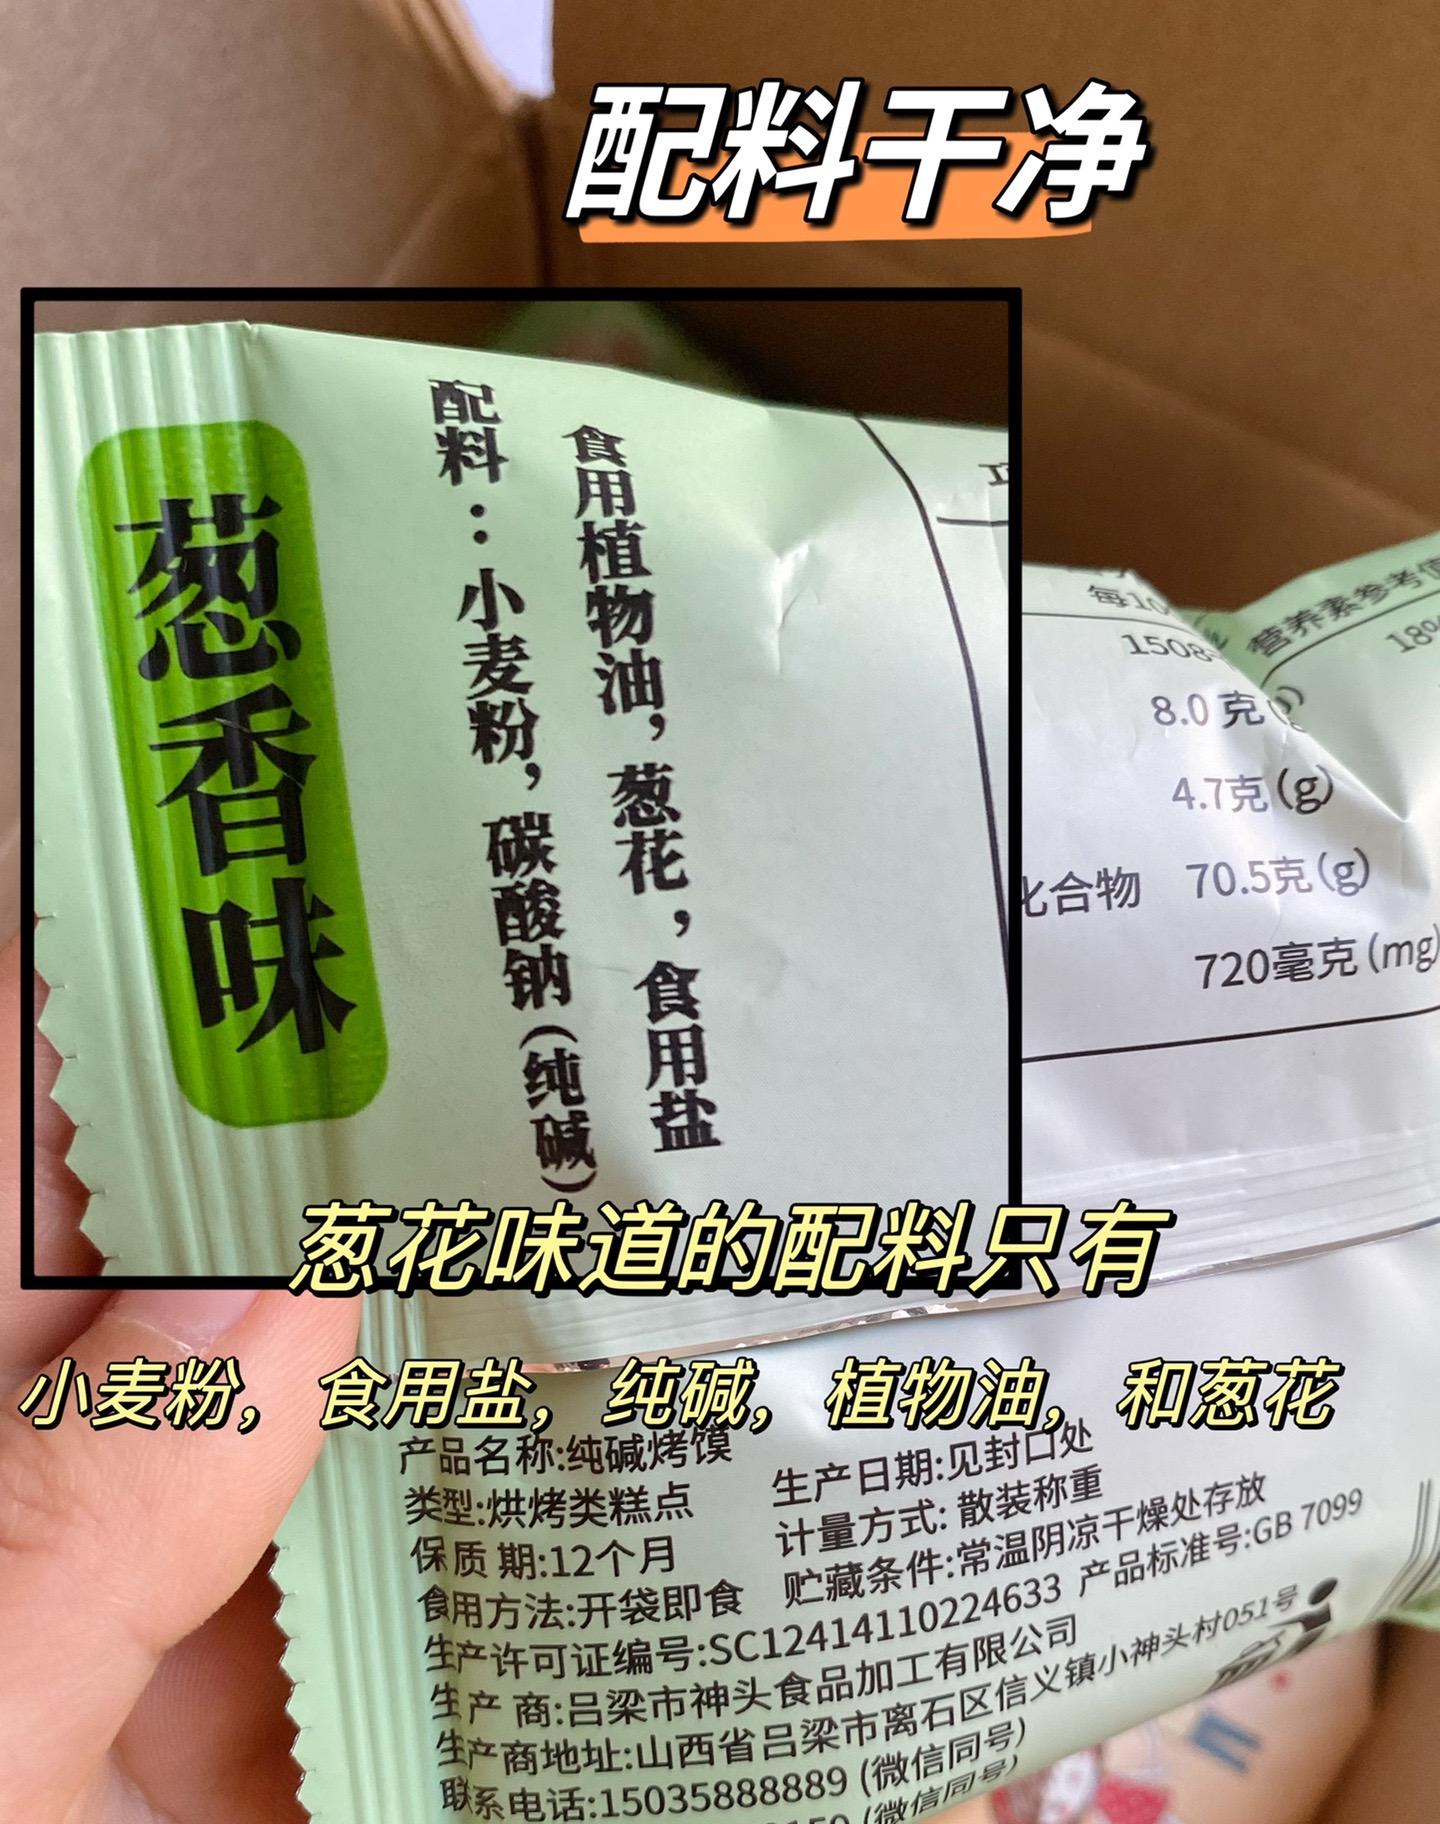 配料干净
葱香味
配料：小麦粉，碳酸钠（纯碱）
食用植物油，葱花，食用盐
每10
营养素参考值
1508
18%
8.0 克
4.7克(g)
化合物 70.5克(g)
720毫克(mg)
葱花味道的配料只有
小麦粉，食用盐，纯碱，植物油，和葱花
产品名称:纯碱烤馍
生产日期:见封口处
类型:烘烤类糕点
计量方式: 散装称重
保质 期:12个月
贮藏条件:常温阴凉干燥处存放
食用方法:开袋即食
产品标准号:GB 7099
生产许可证编号:SC12414110224633
生产 商:吕梁市神头食品加工有限公司
生产商地址:山西省吕梁市离石区信义镇小神头村051号
联系电话:15035888889 (微信同号)
(微信同号)